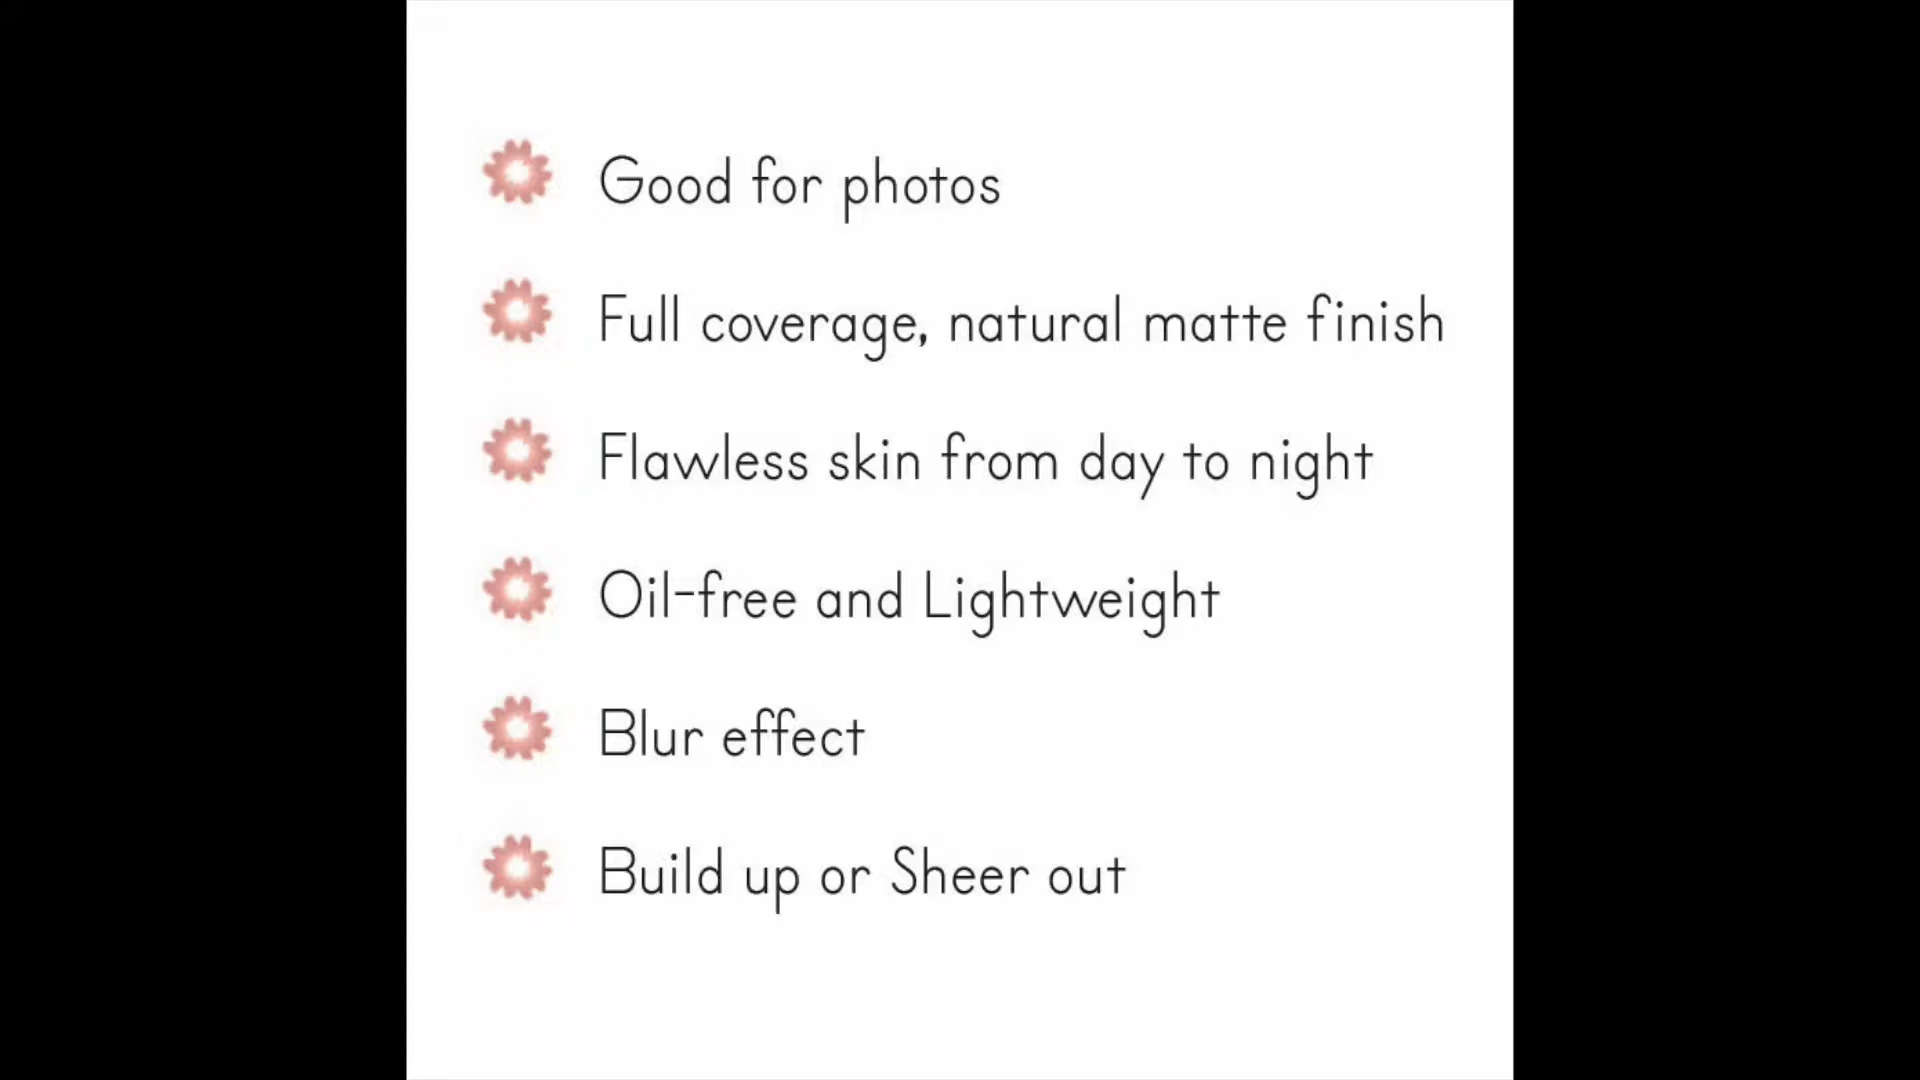 Good for photos
Full coverage, natural matte finish
Flawless skin from day to night
Oil-free and Lightweight
Blur effect
Build up or Sheer out